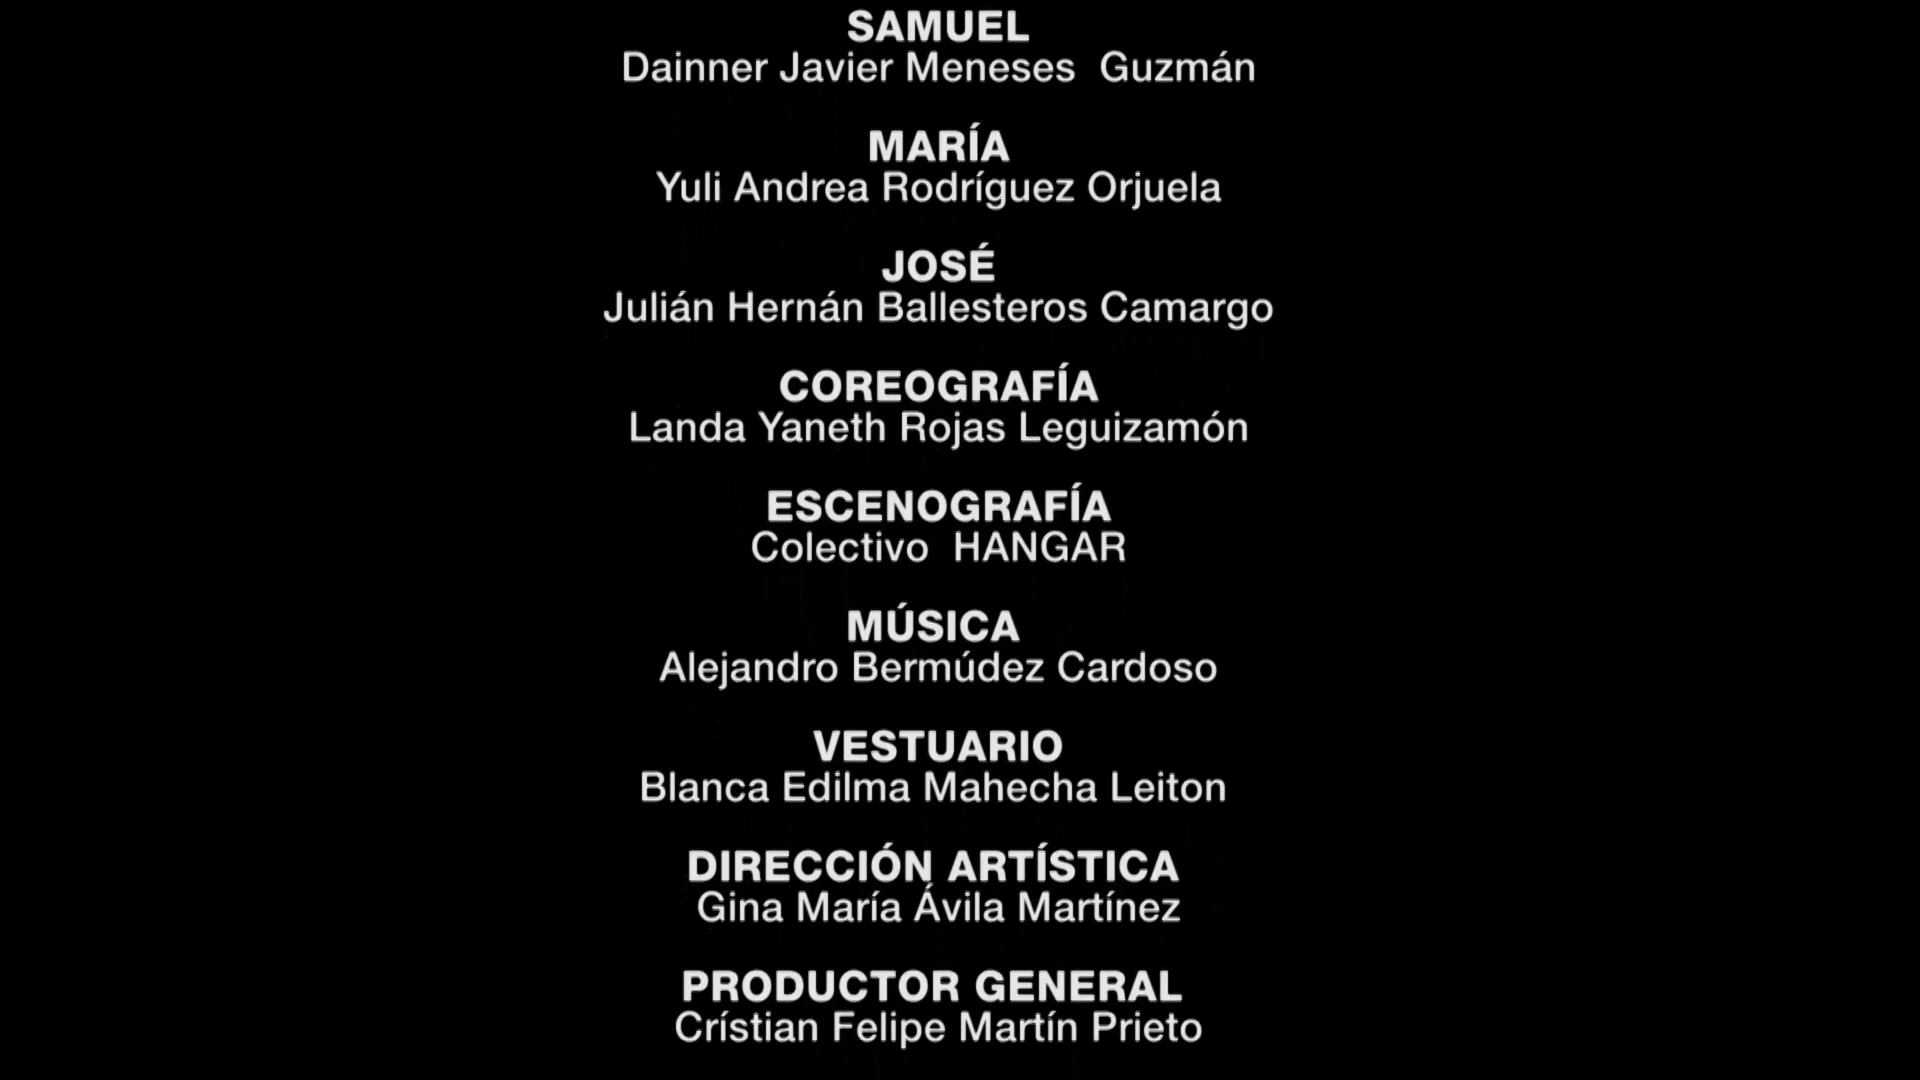 SAMUEL
Dainner Javier Meneses  Guzmán
MARÍA
Yuli Andrea Rodríguez Orjuela
JOSÉ
Julián Hernán Ballesteros Camargo
COREOGRAFÍA
Landa Yaneth Rojas Leguizamón
ESCENOGRAFÍA
Colectivo  HANGAR
MÚSICA
Alejandro Bermúdez Cardoso
VESTUARIO
Blanca Edilma Mahecha Leiton
DIRECCIÓN ARTÍSTICA
Gina María Ávila Martínez
PRODUCTOR GENERAL
Crístian Felipe Martín Prieto